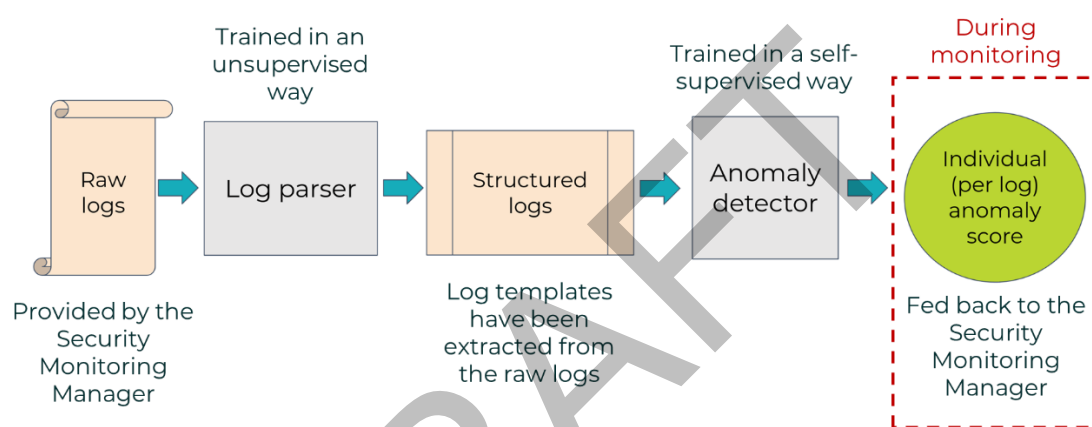 Trained in an
unsupervised
way
Trained in a self-
supervised way
During
monitoring
Raw
logs
Log parser
Structured
logs
Anomaly
detector
Individual
(per log)
anomaly
score
Provided by the
Security
Monitoring
Manager
Log templates
have been
extracted from
the raw logs
Fed back to the
Security
Monitoring
Manager
RAFT